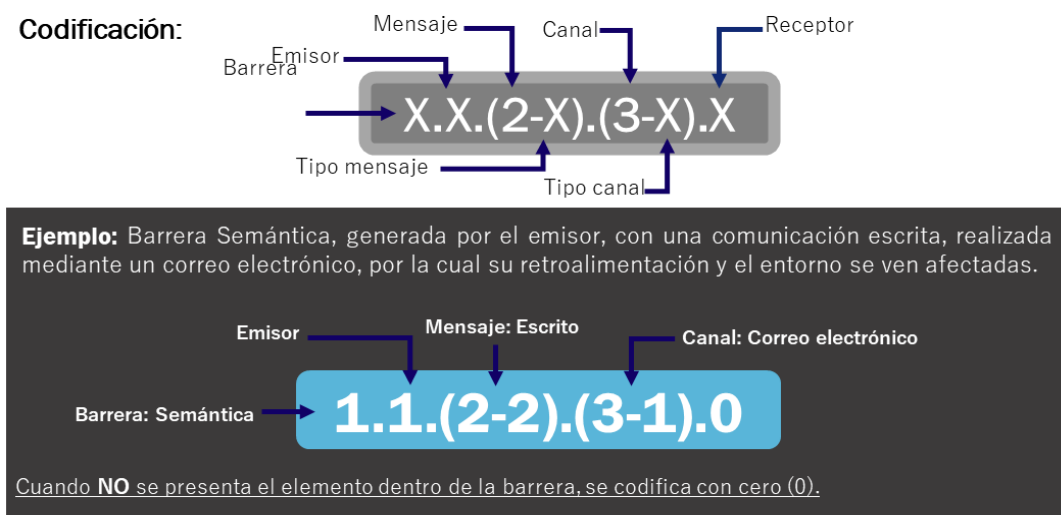 Codificación:
Mensaje
Canal
Receptor
Emisor
Barrera
X.X.(2-X).(3-X).X
Tipo mensaje
Tipo canal
Ejemplo: Barrera Semántica, generada por el emisor, con una comunicación escrita, realizada
mediante un correo electrónico, por la cual su retroalimentación y el entorno se ven afectadas.
Emisor
Mensaje: Escrito
Canal: Correo electrónico
Barrera: Semántica
1.1.(2-2).(3-1).0
Cuando NO se presenta el elemento dentro de la barrera, se codifica con cero (0).